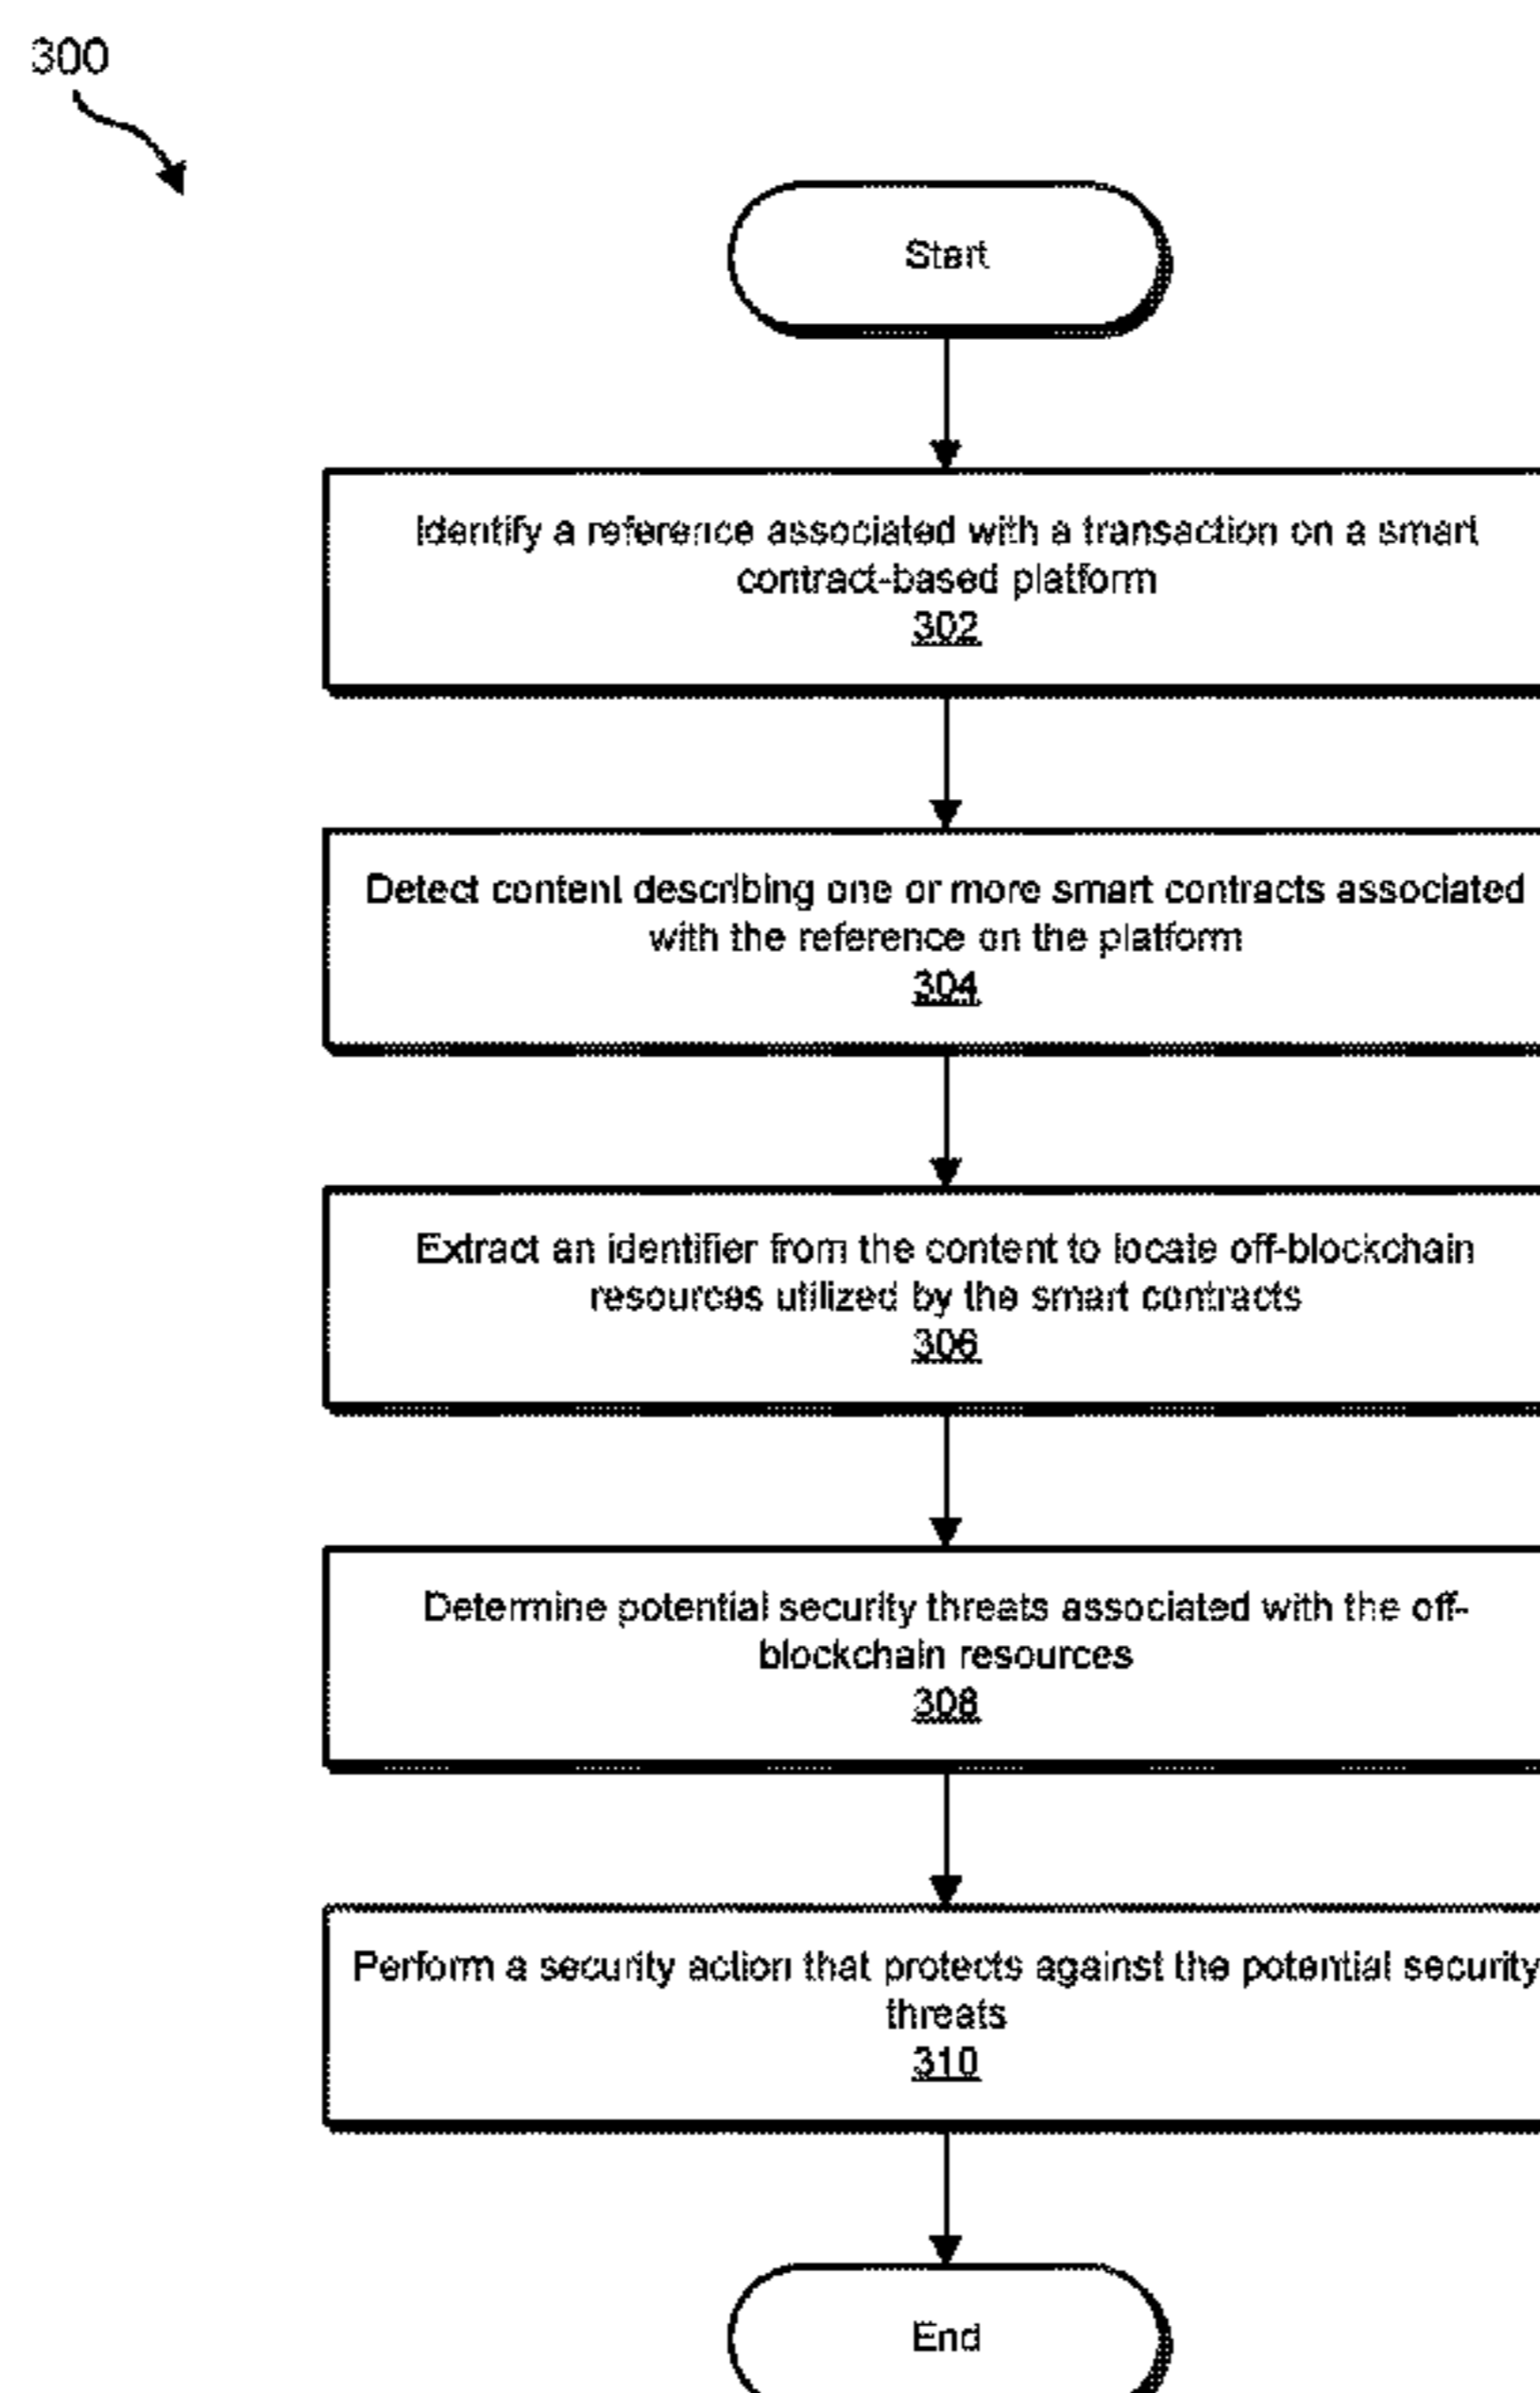 300
Start
Identify a reference associated with a transaction on a smart
contract-based platform
302
Detect content describing one or more smart contracts associated
with the reference on the platform
304
Extract an identifier from the content to locate off-blockchain
resources utilized by the smart contracts
306
Determine potential security threats associated with the off-
blockchain resources
308
Perform a security action that protects against the potential security
threats
310
End